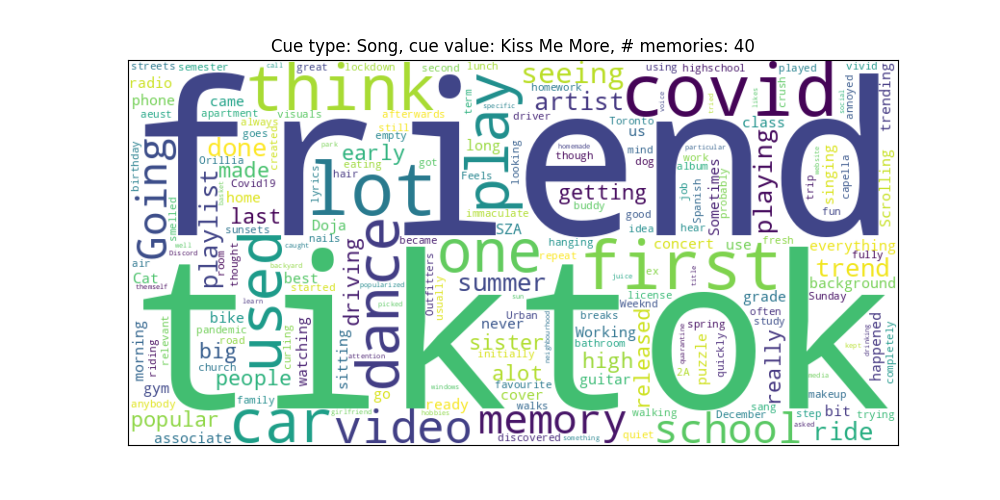 Cue type: Song, cue value: Kiss Me More, # memories: 40
streets semester call great lockdown second lunch using highschool played vivid
radio think seeing covid trending
phone came homework voice likes crush annoyed
aeust apartment visuals afterwards term specific artist tried social
friend
always still driver Toronto class
Going done goes created empty play long looking us
Orillia made early park got homemade though mind dog particular work album
birthday Covid19 home lyrics hair eating Feels getting job Spanish Sometimes probably playing trip singing website capella Scrolling
lot buddy good fun
smelled playlist last immaculate idea hear
sunsets Doja SZA
nails became hanging concert use fresh everything
Discord well room thought caught one repeat first fully
air themselves used driving dance Outfitters usually summer ex trend
Cat best backyard popularized juice title background
tiktok
started sun license Weeknd grade Sunday
learn picked Urban breaks often
morning riding relevant bike never neighbourhood Working spring study happened drinking kept completely
pandemic road curling watching sister bathroom quarantine quickly puzzle really
big sitting attention initially high released
church alot guitar 2A media
gym people windows favourite makeup
anybody family go cover walks December sang step bit trying
girlfriend hobbies ready
popular car video memory quiet walking school asked ride
associate discovered something